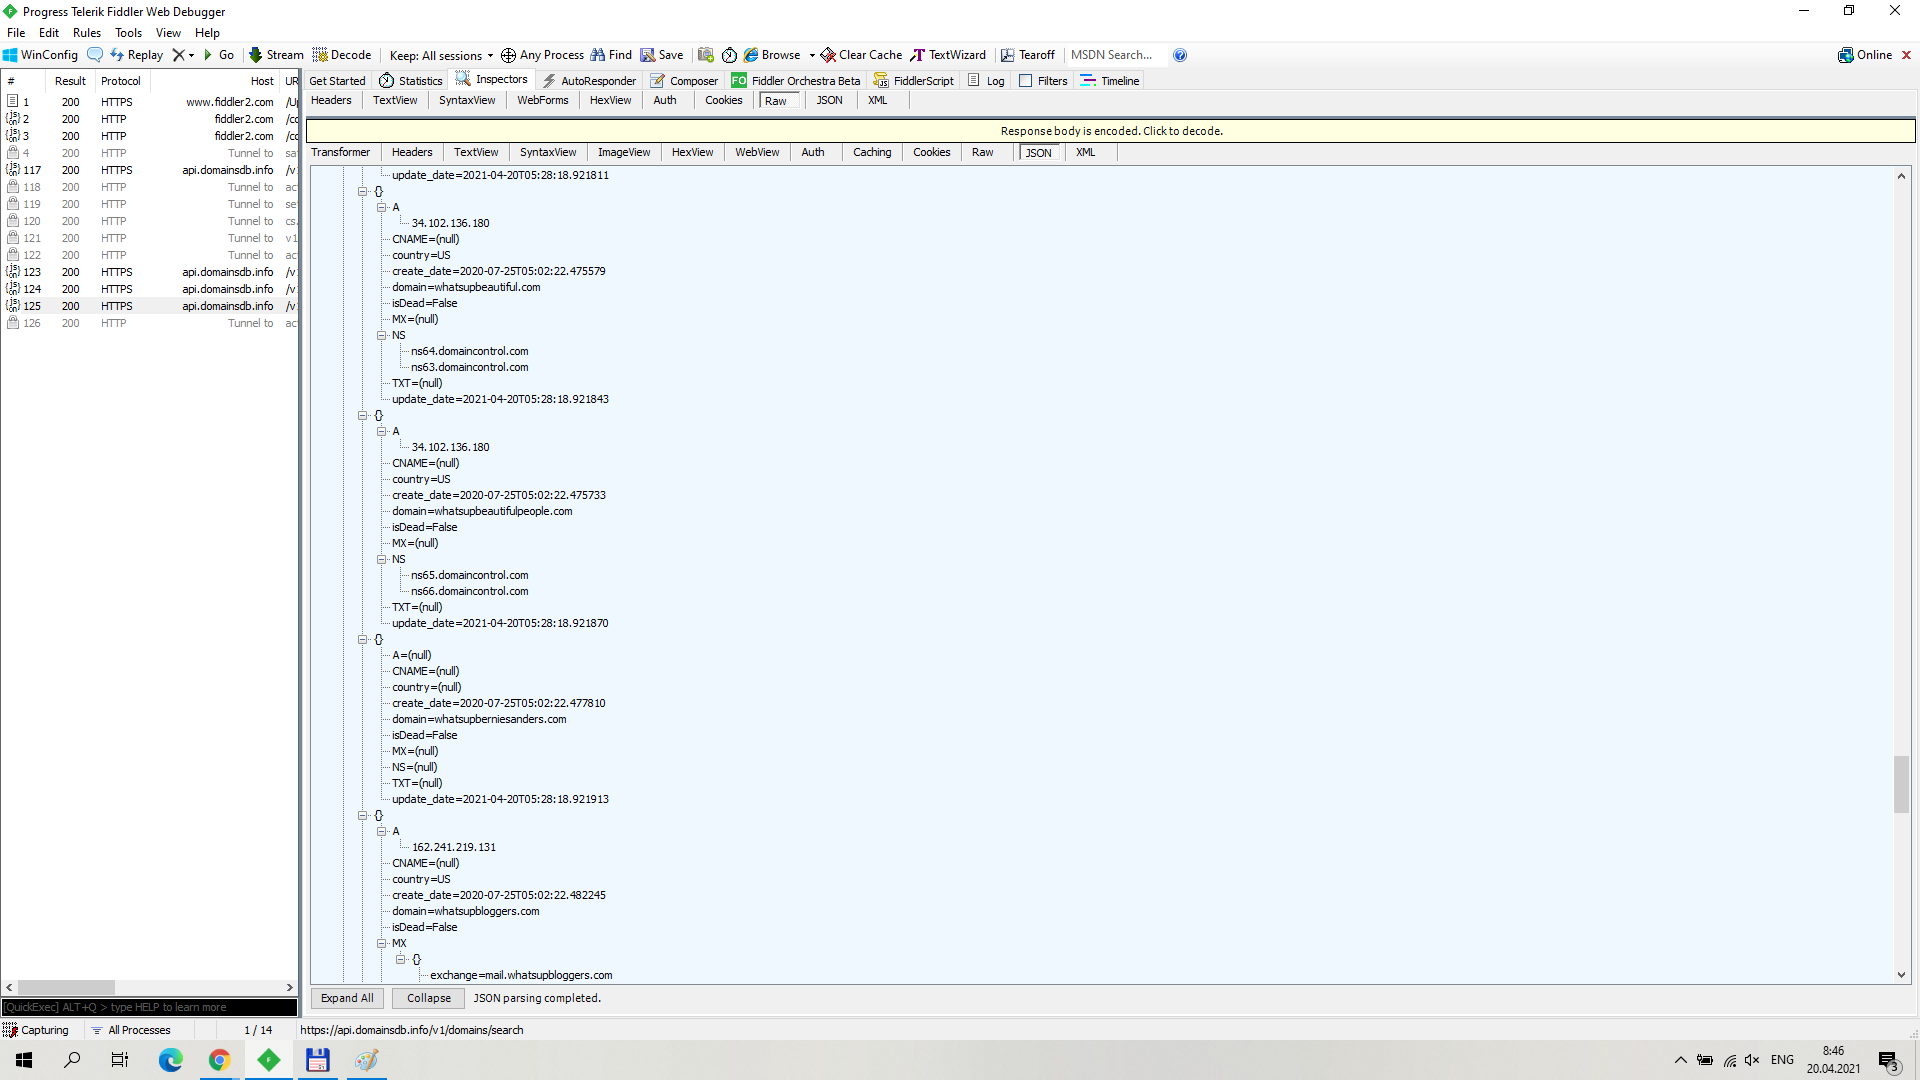 Progress Telerik Fiddler Web Debugger
File Edit Rules Tools View Help
WinConfig Replay Go Stream Decode Keep: All sessions Any Process Find Save Browse Clear Cache TextWizard Tearoff MSDN Search... Online
# Result Protocol Host UR
Get Started Statistics Inspectors AutoResponder Composer FO Fiddler Orchestra Beta FiddlerScript Log Filters Timeline
Headers TextView SyntaxView WebForms HexView Auth Cookies Raw JSON XML
Response body is encoded. Click to decode.
Transformer Headers TextView SyntaxView ImageView HexView WebView Auth Caching Cookies Raw JSON XML
1 200 HTTPS www.fiddler2.com /Up
2 200 HTTP fiddler2.com /co
3 200 HTTP fiddler2.com /co
4 200 HTTP Tunnel to sa
117 200 HTTPS api.domainsdb.info /v1
118 200 HTTP Tunnel to ac
119 200 HTTP Tunnel to se
120 200 HTTP Tunnel to cs.
121 200 HTTP Tunnel to v1
122 200 HTTP Tunnel to ac
123 200 HTTPS api.domainsdb.info /v
124 200 HTTPS api.domainsdb.info /v
125 200 HTTPS api.domainsdb.info /v
126 200 HTTP Tunnel to ac
update_date=2021-04-20T05:28:18.921811
{}
A
34.102.136.180
CNAME=(null)
country=US
create_date=2020-07-25T05:02:22.475579
domain=whatsupbeautiful.com
isDead=False
MX=(null)
NS
ns64.domaincontrol.com
ns63.domaincontrol.com
TXT=(null)
update_date=2021-04-20T05:28:18.921843
{}
A
34.102.136.180
CNAME=(null)
country=US
create_date=2020-07-25T05:02:22.475733
domain=whatsupbeautifulpeople.com
isDead=False
MX=(null)
NS
ns65.domaincontrol.com
ns66.domaincontrol.com
TXT=(null)
update_date=2021-04-20T05:28:18.921870
{}
A=(null)
CNAME=(null)
country=(null)
create_date=2020-07-25T05:02:22.477810
domain=whatsupberniesanders.com
isDead=False
MX=(null)
NS=(null)
TXT=(null)
update_date=2021-04-20T05:28:18.921913
{}
A
162.241.219.131
CNAME=(null)
country=US
create_date=2020-07-25T05:02:22.482245
domain=whatsupbloggers.com
isDead=False
MX
{}
exchange=mail.whatsupbloggers.com
Expand All Collapse JSON parsing completed.
[QuickExec] ALT+Q > type HELP to learn more
Capturing All Processes 1 / 14 https://api.domainsdb.info/v1/domains/search
ENG 8:46
20.04.2021
3